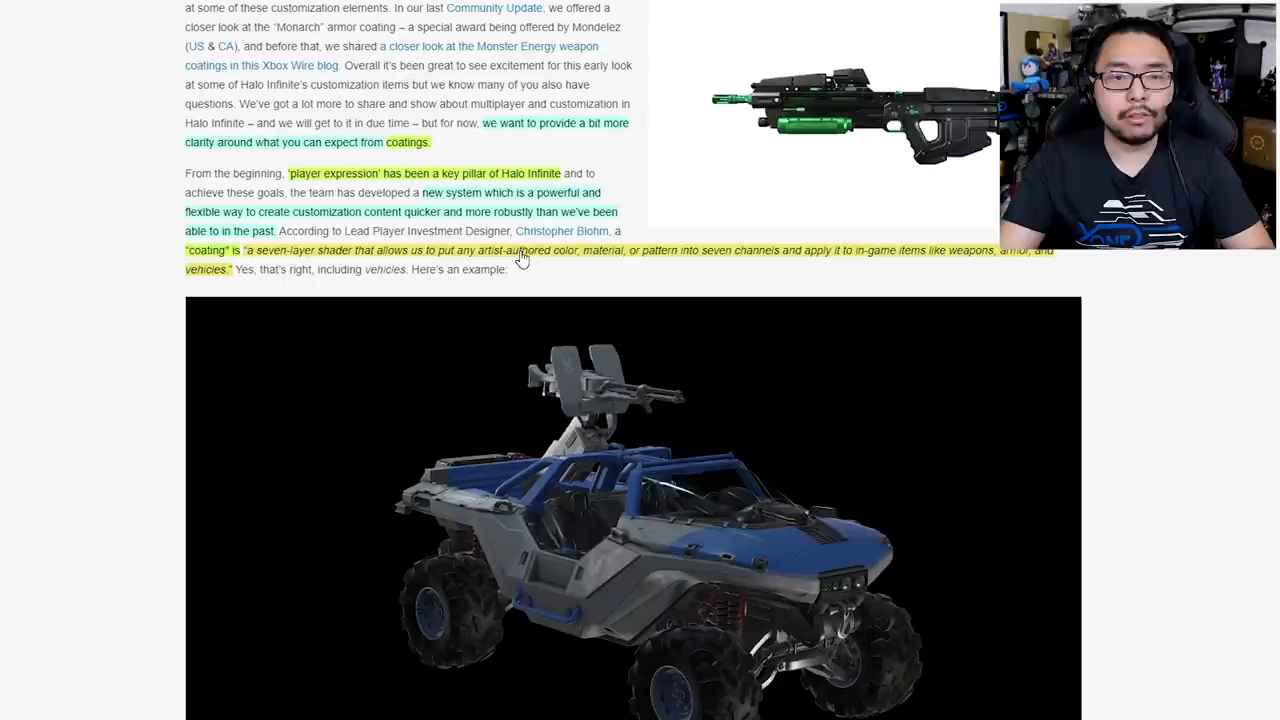 at some of these customization elements. In our last Community Update, we offered a
closer look at the “Monarch” armor coating – a special award being offered by Mondelez
(US & CA), and before that, we shared a closer look at the Monster Energy weapon
coatings in this Xbox Wire blog. Overall it’s been great to see excitement for this early look
at some of Halo Infinite’s customization items but we know many of you also have
questions. We’ve got a lot more to share and show about multiplayer and customization in
Halo Infinite – and we will get to it in due time – but for now, we want to provide a bit more
clarity around what you can expect from coatings.
From the beginning, ‘player expression’ has been a key pillar of Halo Infinite and to
achieve these goals, the team has developed a new system which is a powerful and
flexible way to create customization content quicker and more robustly than we’ve been
able to in the past. According to Lead Player Investment Designer, Christopher Blohm, a
“coating” is “a seven-layer shader that allows us to put any artist-authored color, material, or pattern into seven channels and apply it to in-game items like weapons, armor, and
vehicles.” Yes, that’s right, including vehicles. Here’s an example: